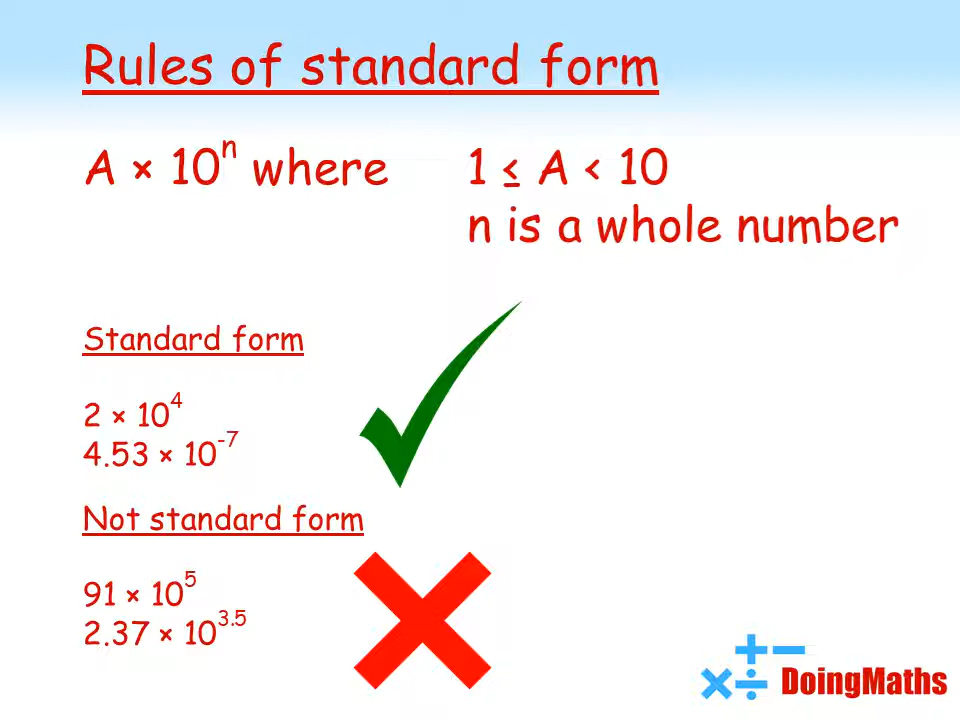 Rules of standard form
A × 10ⁿ where 1 ≤ A < 10
n is a whole number
Standard form
2 × 10⁴
4.53 × 10⁻⁷
Not standard form
91 × 10⁵
2.37 × 10³·⁵
DoingMaths